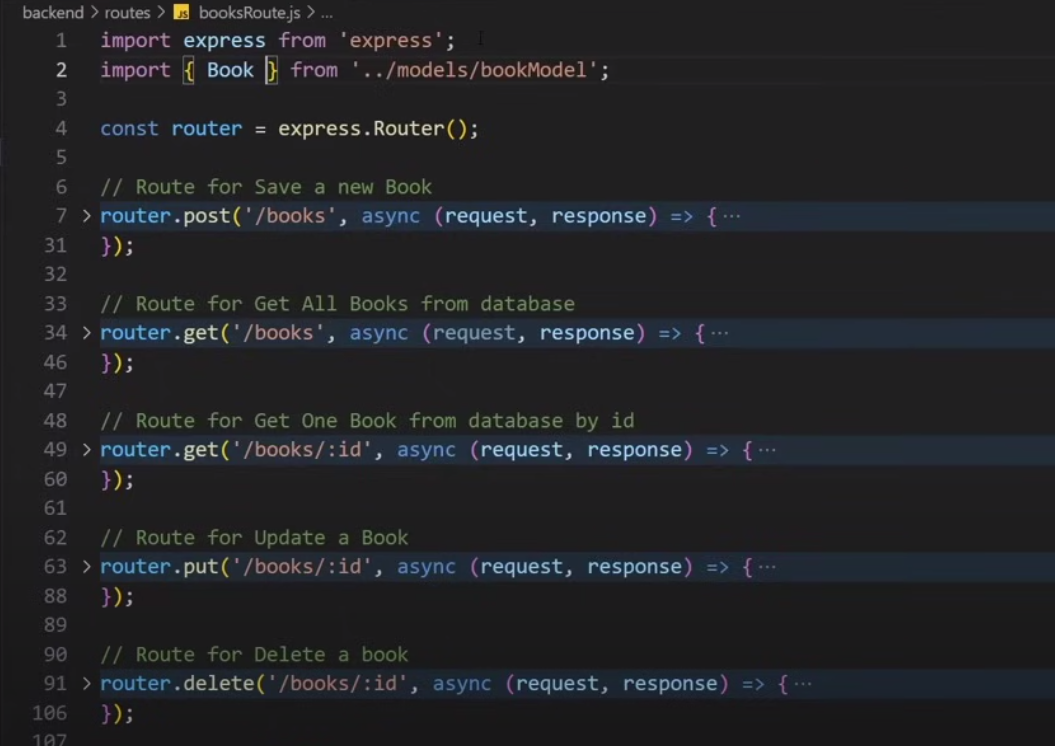 backend > routes > JS booksRoute.js > ...
1 import express from 'express';
2 import { Book } from '../models/bookModel';
3
4 const router = express.Router();
5
6 // Route for Save a new Book
7 > router.post('/books', async (request, response) => { ...
31 });
32
33 // Route for Get All Books from database
34 > router.get('/books', async (request, response) => { ...
46 });
47
48 // Route for Get One Book from database by id
49 > router.get('/books/:id', async (request, response) => { ...
60 });
61
62 // Route for Update a Book
63 > router.put('/books/:id', async (request, response) => { ...
88 });
89
90 // Route for Delete a book
91 > router.delete('/books/:id', async (request, response) => { ...
106 });
107